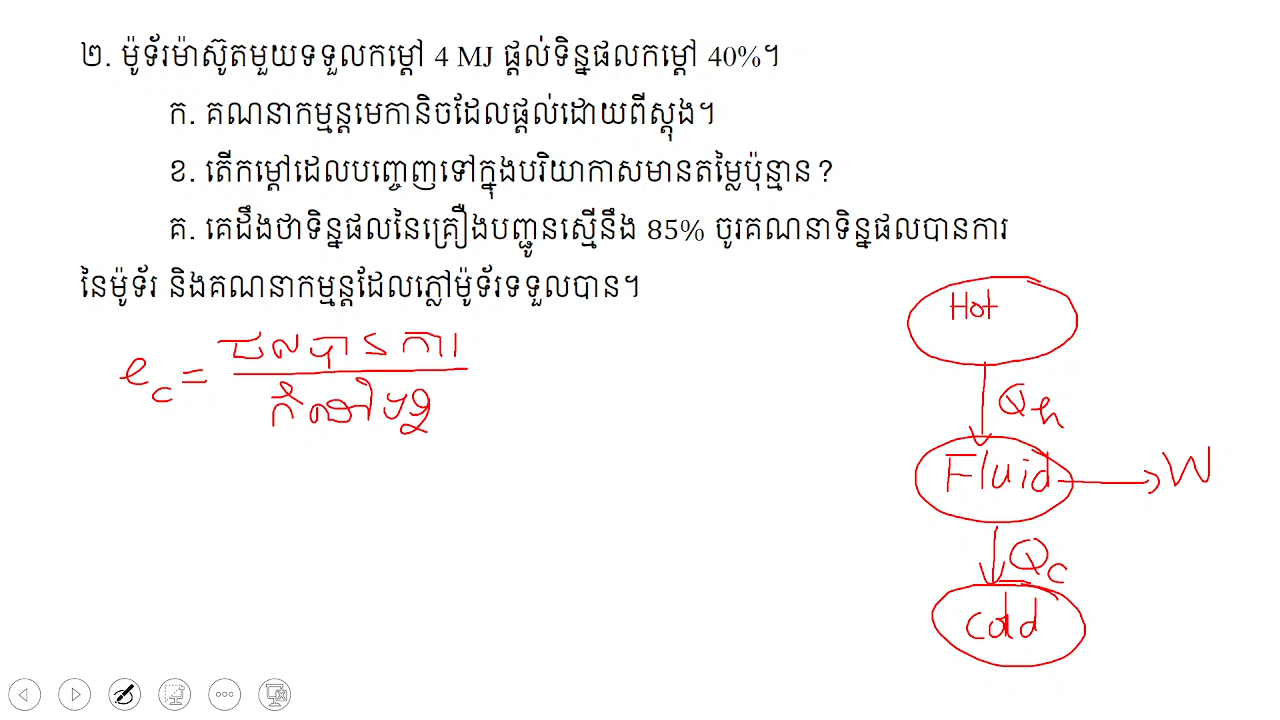 ២. ម៉ូទ័រម៉ាស៊ូតមួយទទួលកម្ដៅ 4 MJ ផ្ដល់ទិន្នផលកម្ដៅ 40%។
ក. គណនាកម្មន្តមេកានិចដែលផ្ដល់ដោយពីស្តុង។
ខ. តើកម្ដៅដែលបញ្ចេញទៅក្នុងបរិយាកាសមានតម្លៃប៉ុន្មាន?
គ. គេដឹងថាទិន្នផលនៃគ្រឿងបញ្ជូនស្មើនឹង 85% ចូរគណនាទិន្នផលបានការ
នៃម៉ូទ័រ និងគណនាកម្មន្តដែលភ្លៅម៉ូទ័រទទួលបាន។
Hot
e_c =
Q_h
Fluid → W
Q_c
cold